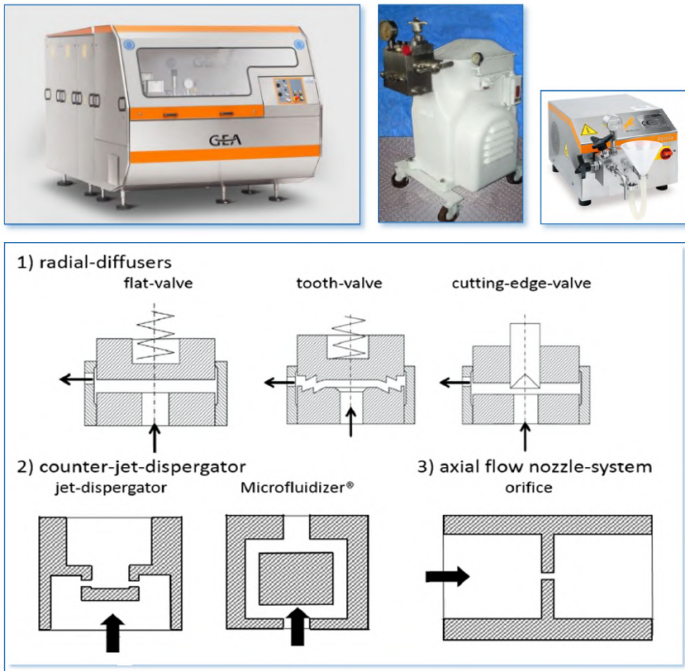 GEA
1) radial-diffusers
flat-valve tooth-valve cutting-edge-valve
2) counter-jet-dispergator 3) axial flow nozzle-system
jet-dispergator Microfluidizer® orifice